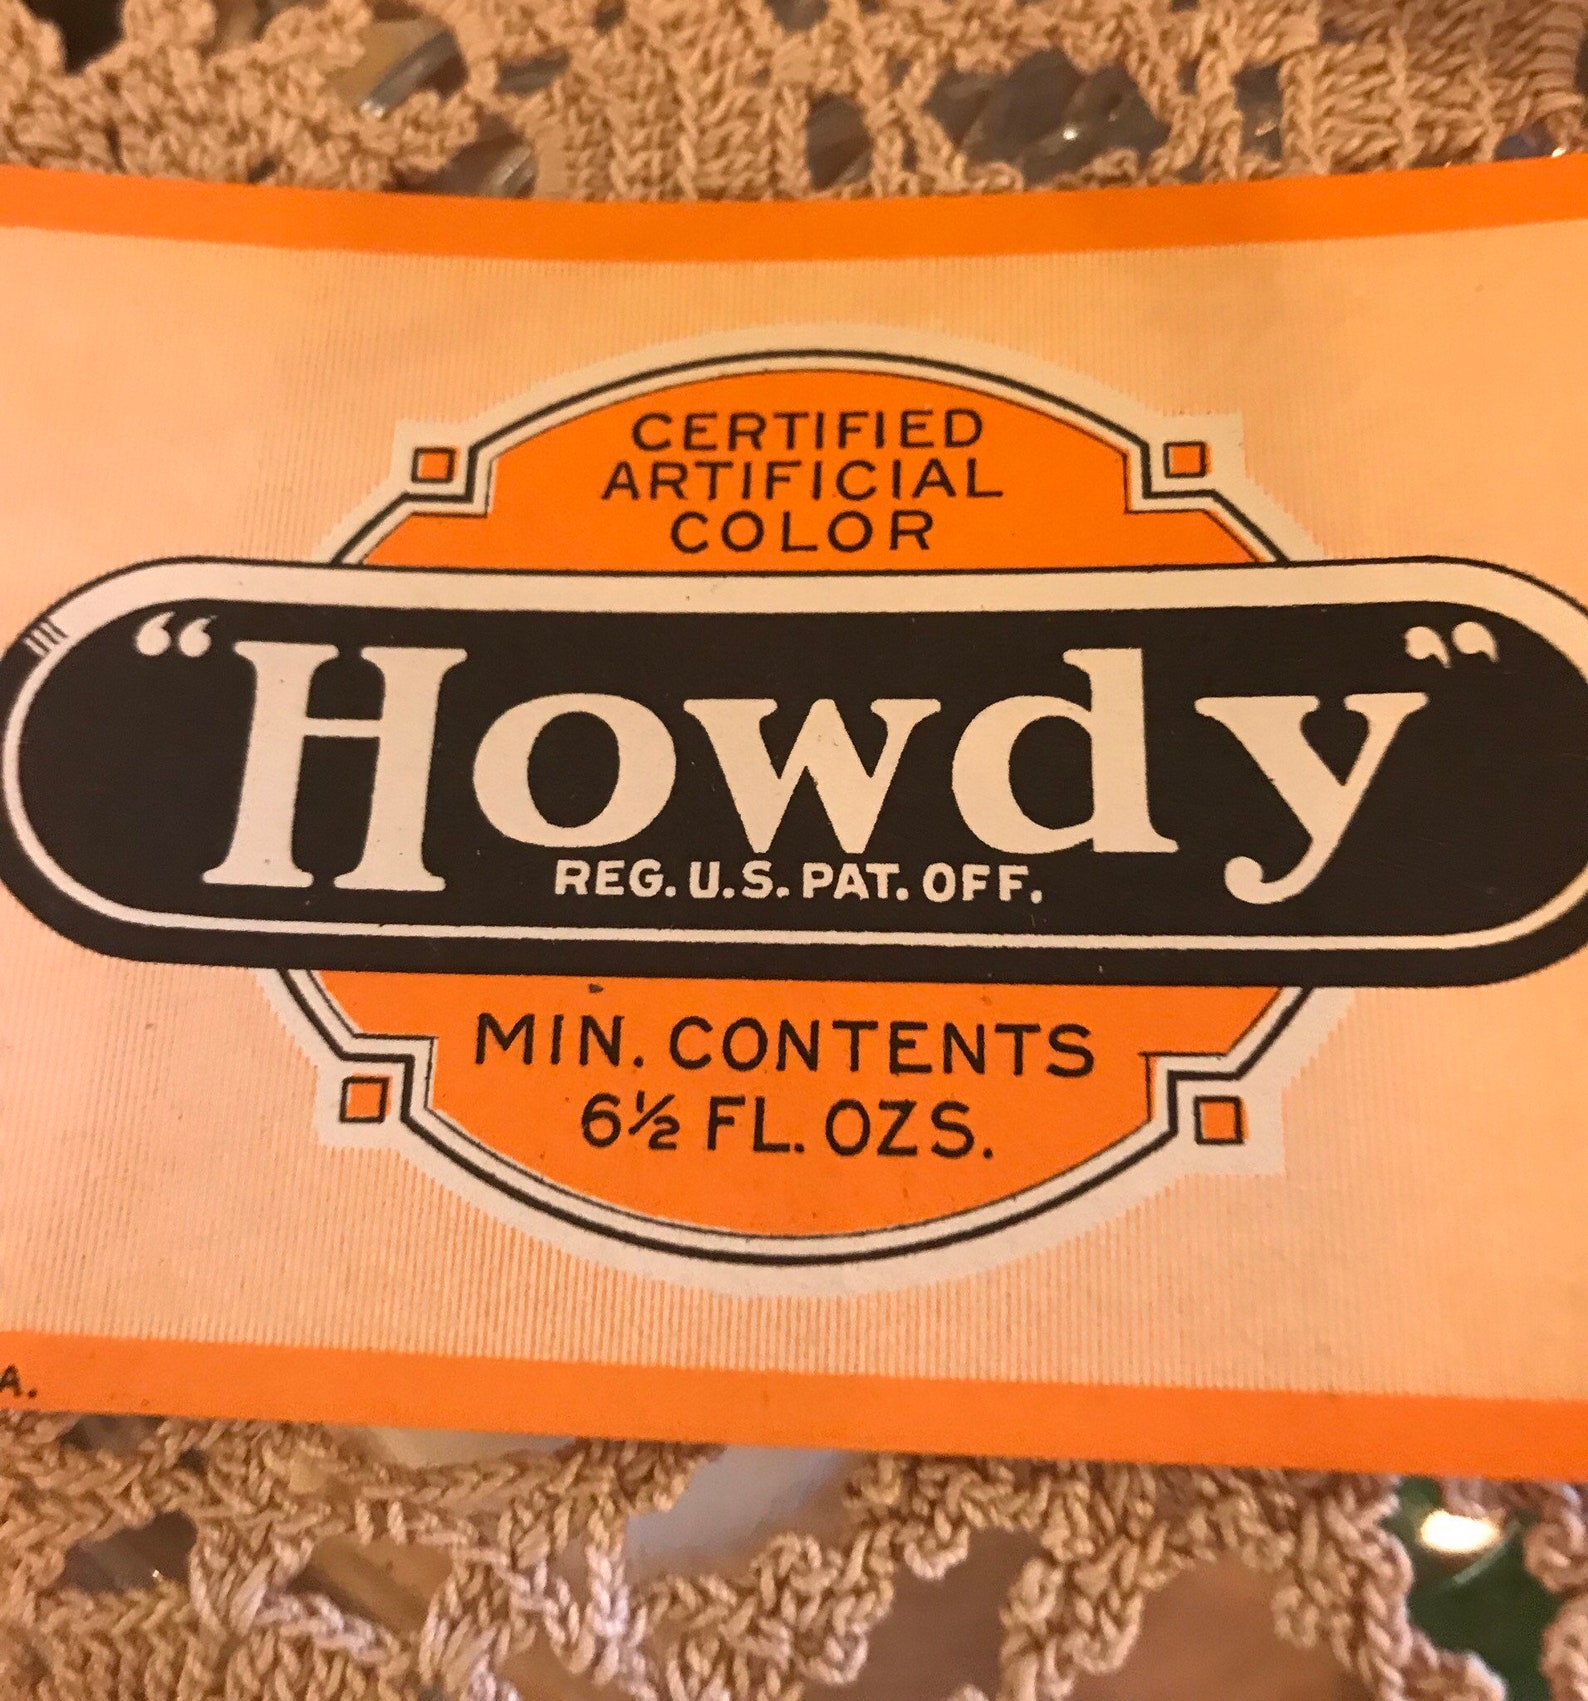 CERTIFIED
ARTIFICIAL
COLOR
“Howdy”
REG. U.S. PAT. OFF.
MIN. CONTENTS
6½ FL. OZS.
A.